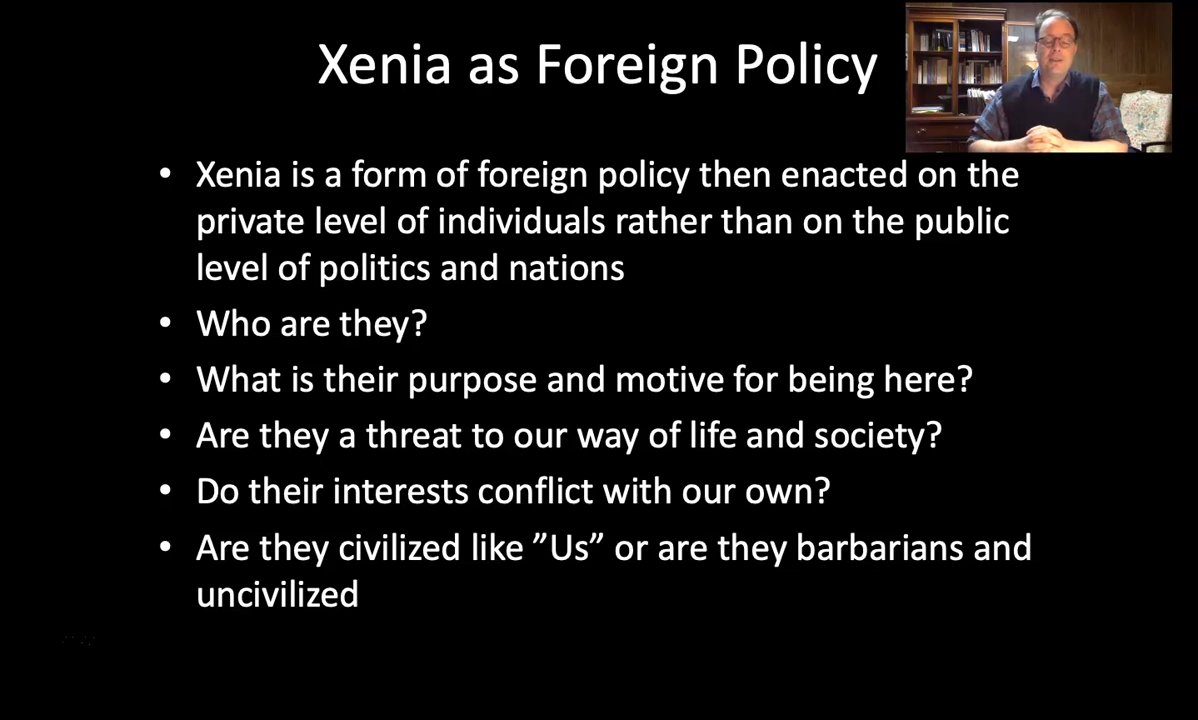 Xenia as Foreign Policy
• Xenia is a form of foreign policy then enacted on the
private level of individuals rather than on the public
level of politics and nations
• Who are they?
• What is their purpose and motive for being here?
• Are they a threat to our way of life and society?
• Do their interests conflict with our own?
• Are they civilized like ”Us” or are they barbarians and
uncivilized